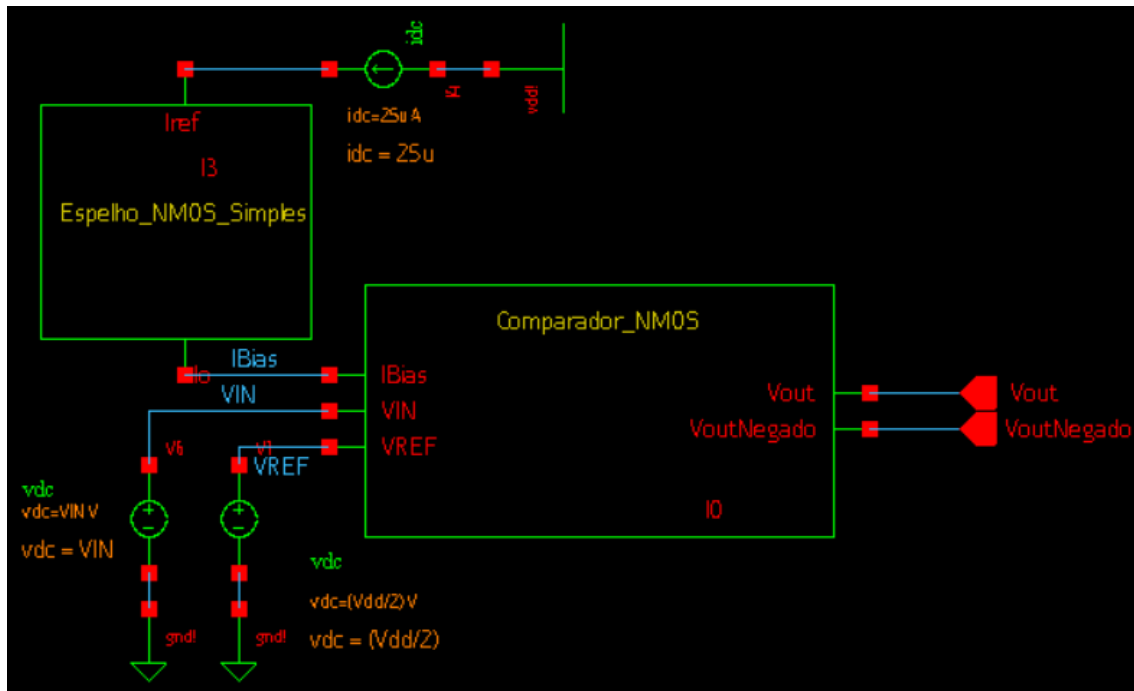 idc
vdd!
idc=25uA
idc = 25u
Iref
I3
Espelho_NMOS_Simples
Comparador_NMOS
IBias
Io
IBias
VIN
VIN
Vout
Vout
VREF
VREF
VoutNegado
VoutNegado
V6
V1
I0
vdc
vdc=VIN V
vdc = VIN
vdc
vdc=(Vdd/2) V
vdc = (Vdd/2)
gnd!
gnd!